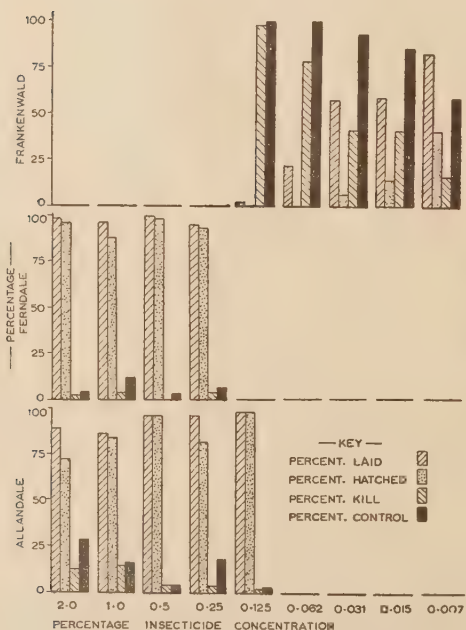 100
75
50
25
0
FRANKENWALD
100
75
50
25
0
— PERCENTAGE —
FERNDALE
100
75
50
25
0
ALLANDALE
— KEY —
PERCENT. LAID
PERCENT. HATCHED
PERCENT. KILL
PERCENT. CONTROL
2·0 1·0 0·5 0·25 0·125 0·062 0·031 0·015 0·007
PERCENTAGE INSECTICIDE CONCENTRATION